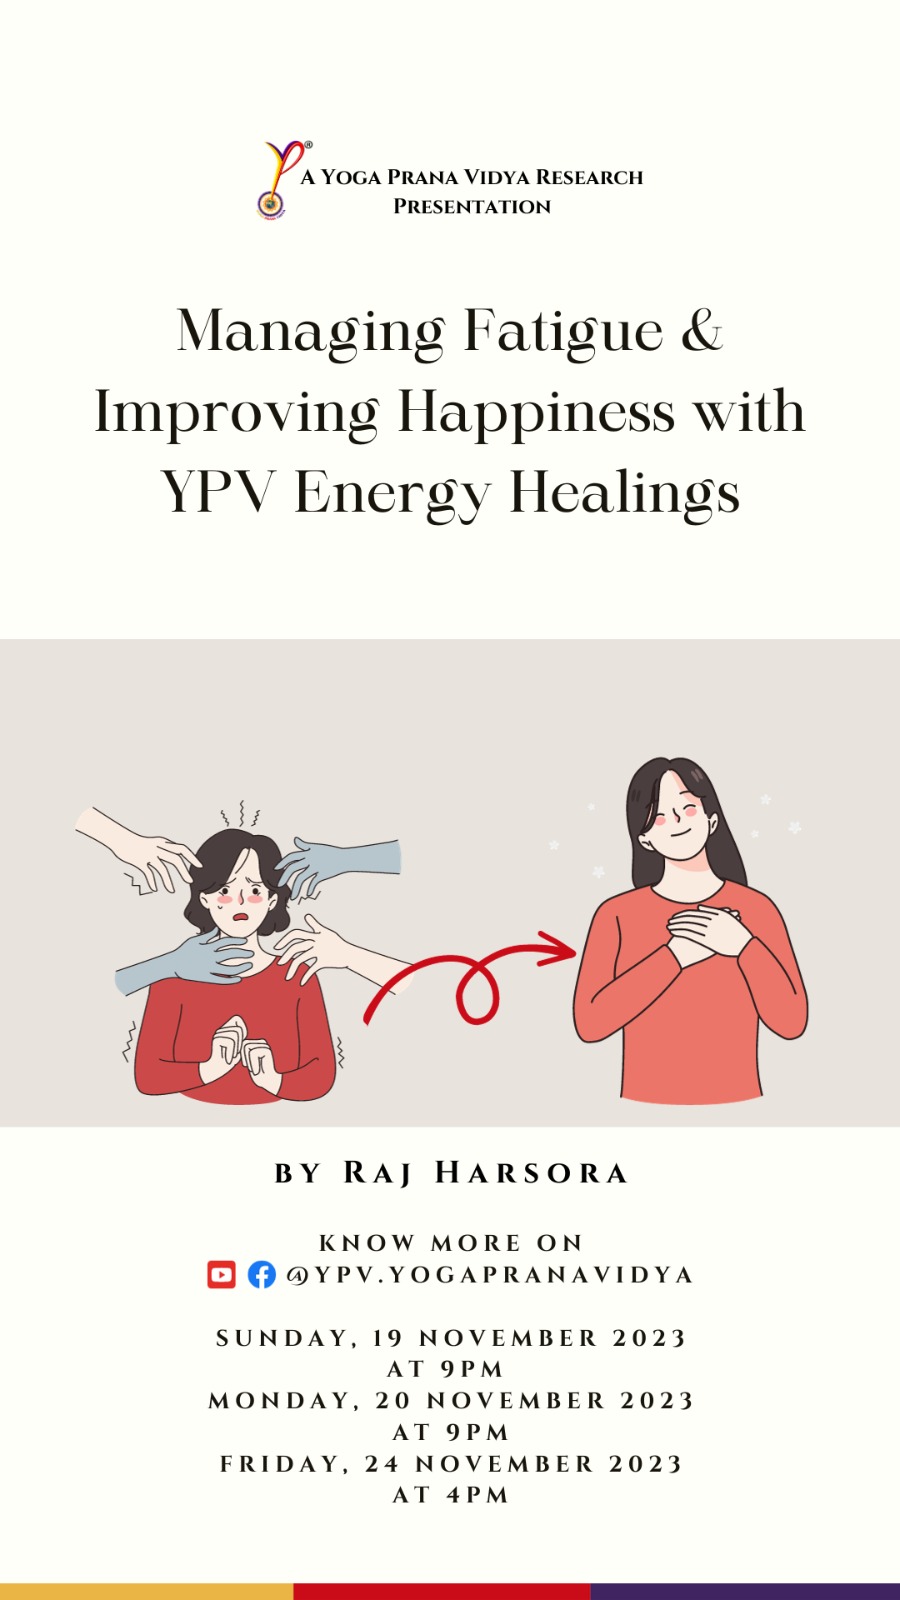 A Yoga Prana Vidya Research
Presentation
Managing Fatigue &
Improving Happiness with
YPV Energy Healings
by Raj Harsora
KNOW MORE ON
@YPV.YOGAPRANAVIDYA
SUNDAY, 19 NOVEMBER 2023
AT 9PM
MONDAY, 20 NOVEMBER 2023
AT 9PM
FRIDAY, 24 NOVEMBER 2023
AT 4PM